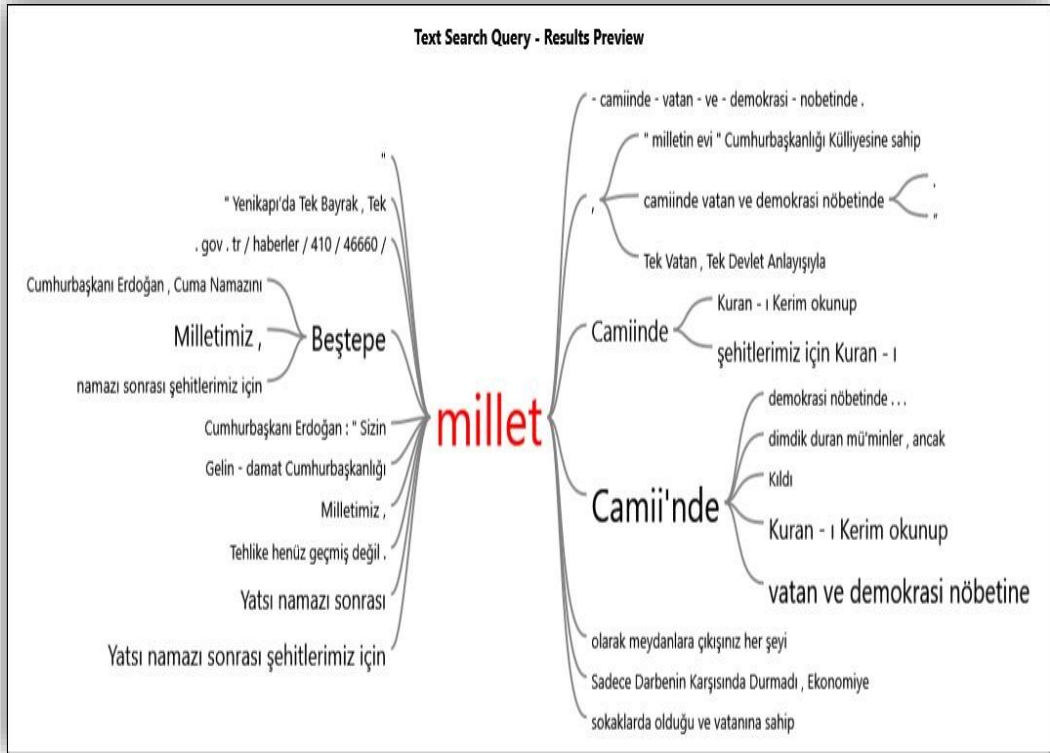 Text Search Query - Results Preview
"
" Yenikapı'da Tek Bayrak , Tek
. gov . tr / haberler / 410 / 46660 /
Cumhurbaşkanı Erdoğan , Cuma Namazını
Milletimiz ,
namazı sonrası şehitlerimiz için
Beştepe
Cumhurbaşkanı Erdoğan : " Sizin
Gelin - damat Cumhurbaşkanlığı
Milletimiz ,
Tehlike henüz geçmiş değil .
Yatsı namazı sonrası
Yatsı namazı sonrası şehitlerimiz için
millet
- camiinde - vatan - ve - demokrasi - nobetinde .
,
" milletin evi " Cumhurbaşkanlığı Külliyesine sahip
camiinde vatan ve demokrasi nöbetinde
.
"
Tek Vatan , Tek Devlet Anlayışıyla
Camiinde
Kuran - ı Kerim okunup
şehitlerimiz için Kuran - ı
Camii'nde
demokrasi nöbetinde . . .
dimdik duran mü'minler , ancak
Kıldı
Kuran - ı Kerim okunup
vatan ve demokrasi nöbetine
olarak meydanlara çıkışınız her şeyi
Sadece Darbenin Karşısında Durmadı , Ekonomiye
sokaklarda olduğu ve vatanına sahip